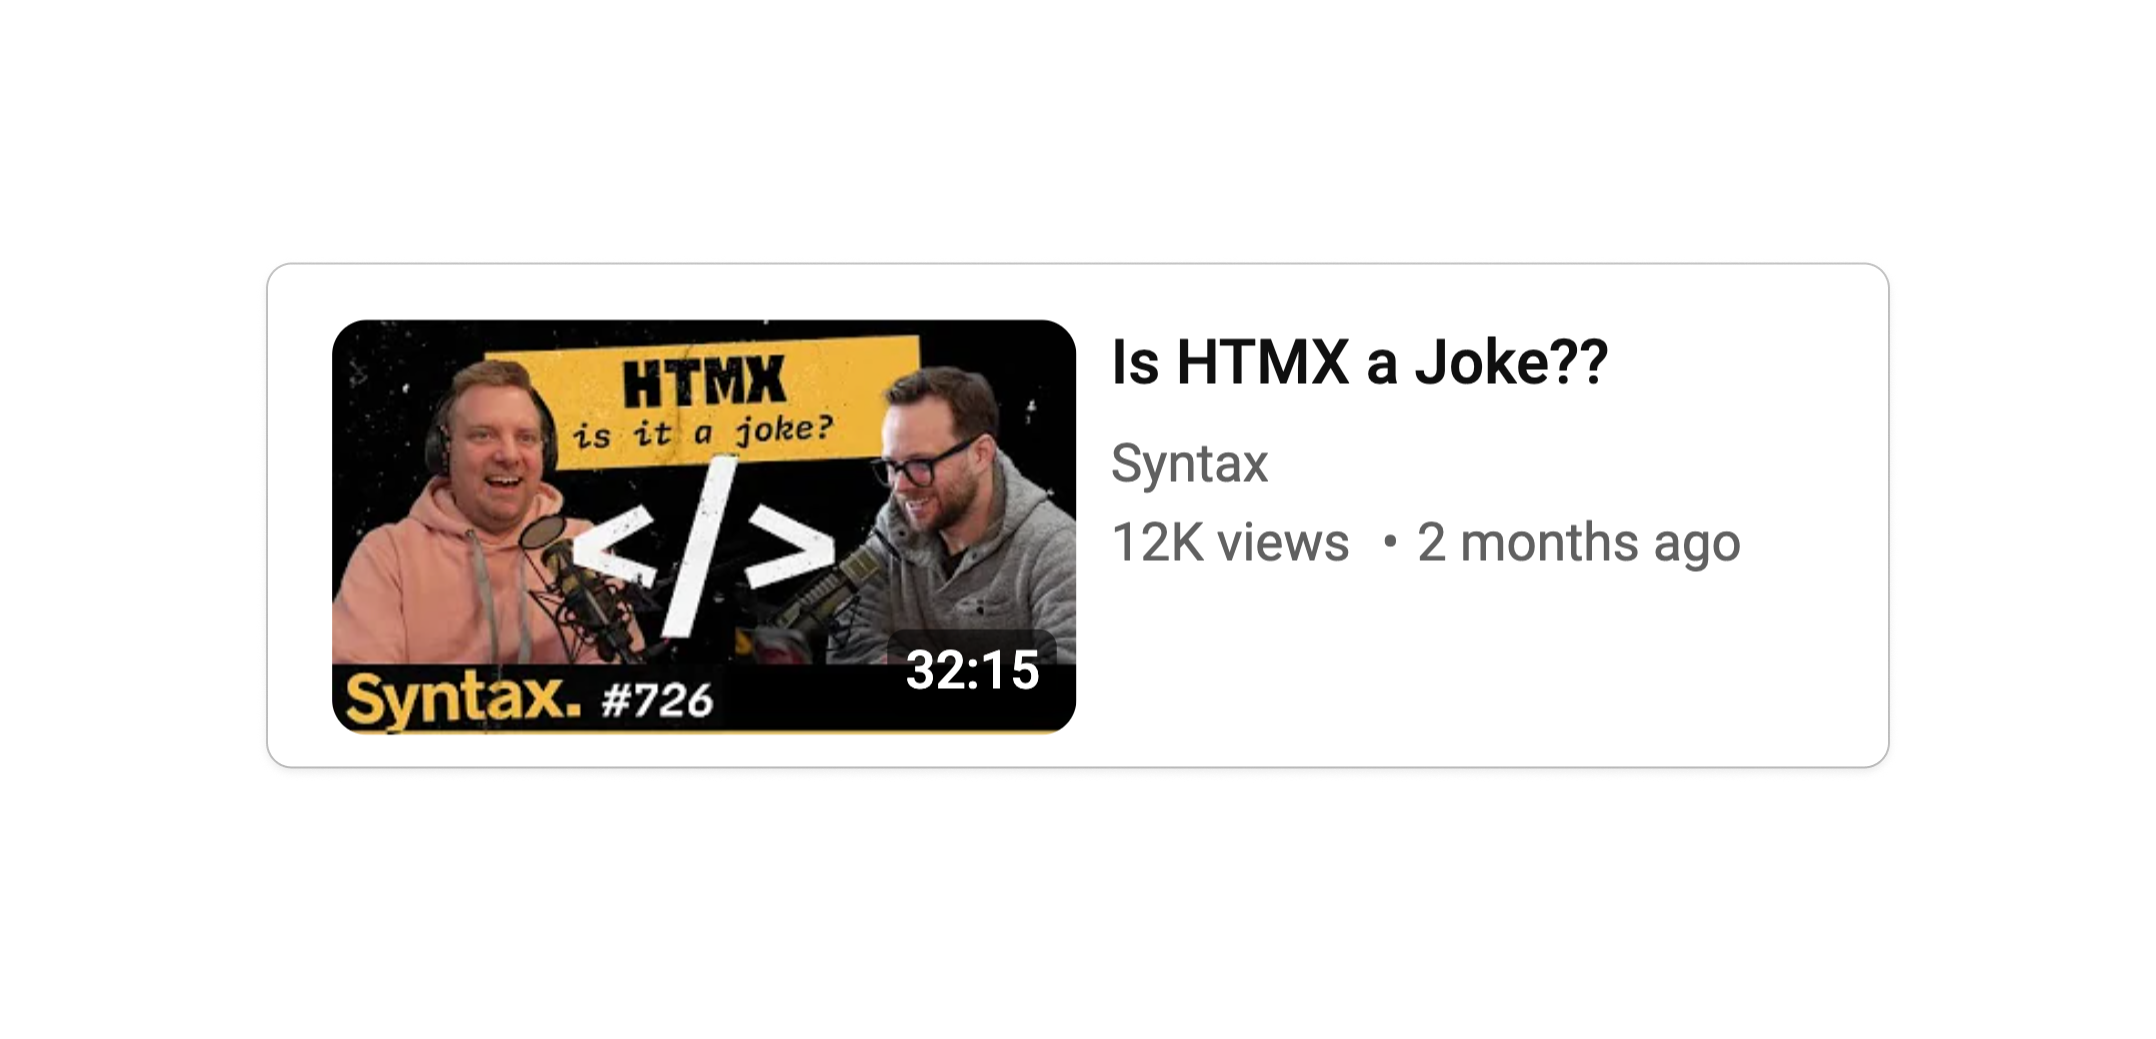 HTMX
is it a joke?
</>
Syntax. #726
32:15
Is HTMX a Joke??
Syntax
12K views • 2 months ago